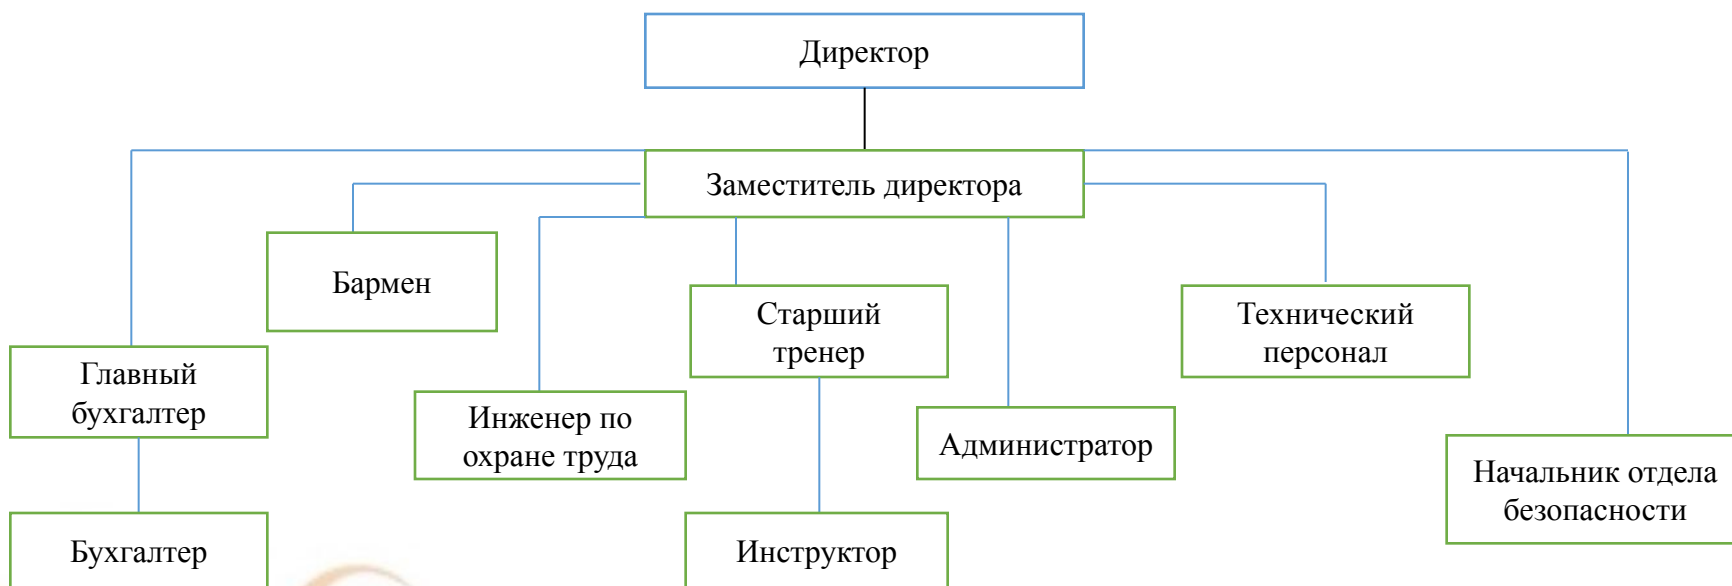 Директор
Заместитель директора
Бармен
Старший
тренер
Технический
персонал
Главный
бухгалтер
Инженер по
охране труда
Администратор
Начальник отдела
безопасности
Бухгалтер
Инструктор